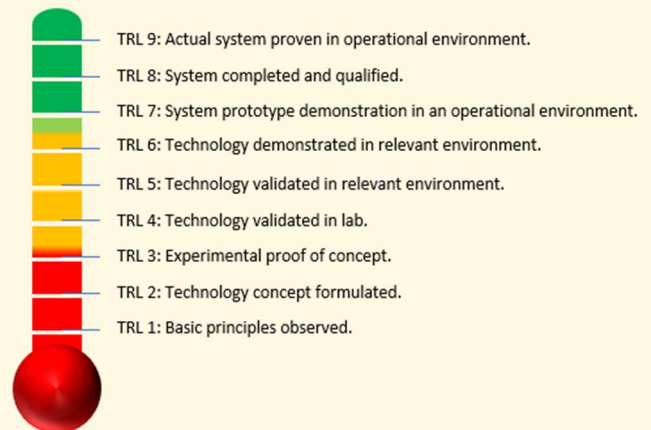 TRL 9: Actual system proven in operational environment.
TRL 8: System completed and qualified.
TRL 7: System prototype demonstration in an operational environment.
TRL 6: Technology demonstrated in relevant environment.
TRL 5: Technology validated in relevant environment.
TRL 4: Technology validated in lab.
TRL 3: Experimental proof of concept.
TRL 2: Technology concept formulated.
TRL 1: Basic principles observed.